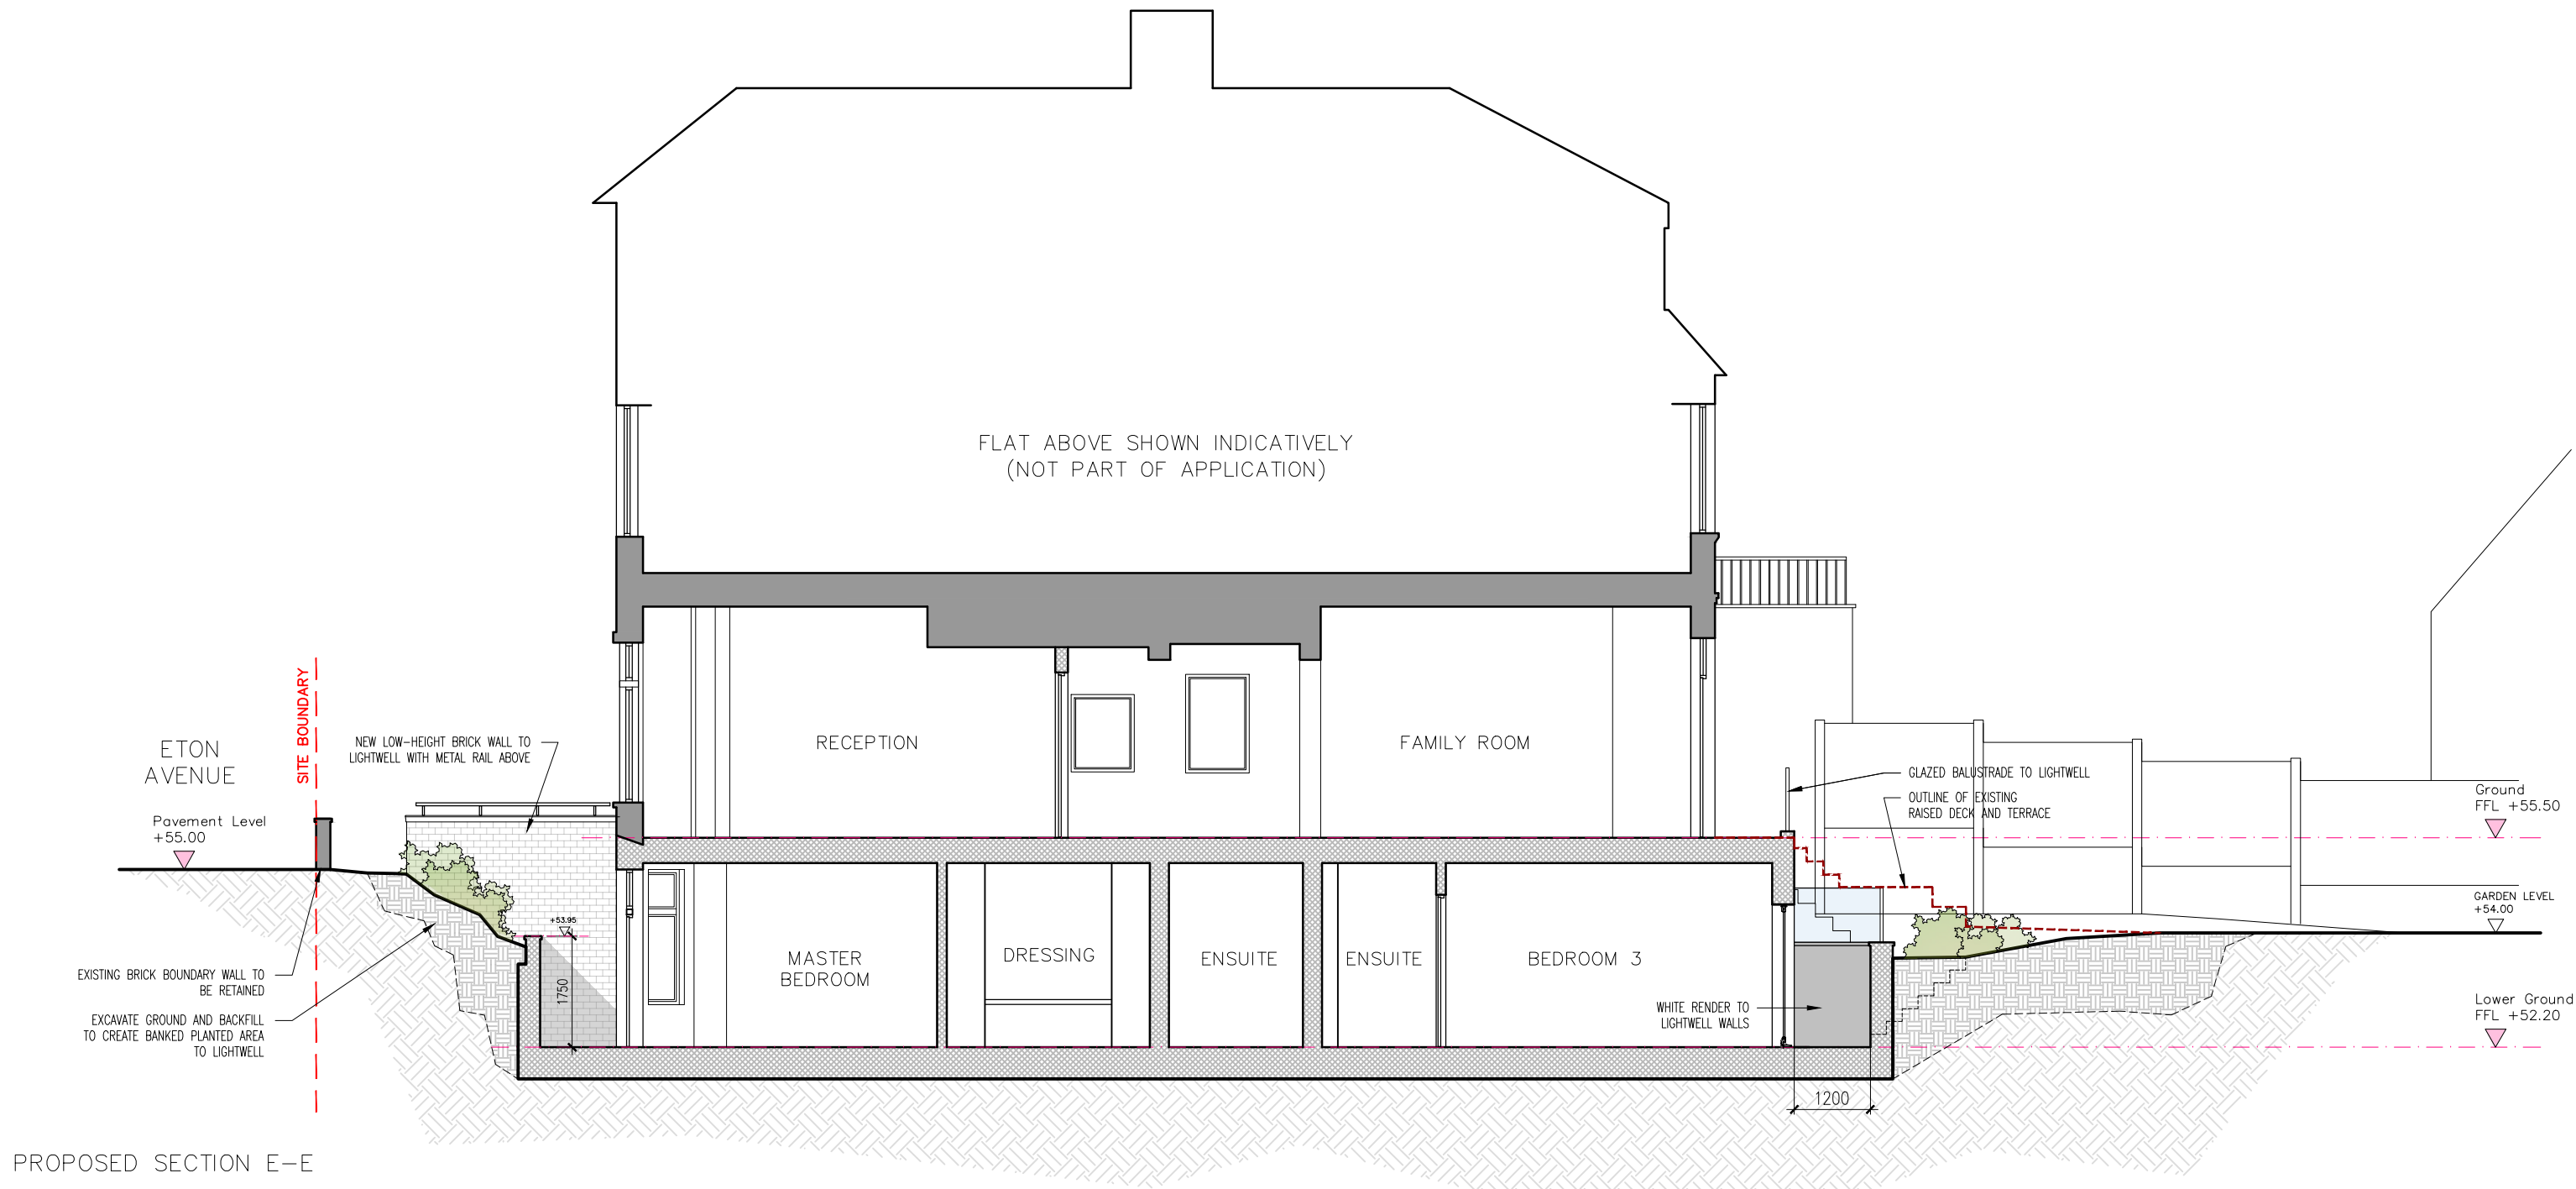 FLAT ABOVE SHOWN INDICATIVELY
(NOT PART OF APPLICATION)
SITE BOUNDARY
ETON
AVENUE
Pavement Level
+55.00
NEW LOW-HEIGHT BRICK WALL TO
LIGHTWELL WITH METAL RAIL ABOVE
RECEPTION
FAMILY ROOM
GLAZED BALUSTRADE TO LIGHTWELL
OUTLINE OF EXISTING
RAISED DECK AND TERRACE
Ground
FFL +55.50
GARDEN LEVEL
+54.00
+53.95
1750
EXISTING BRICK BOUNDARY WALL TO
BE RETAINED
EXCAVATE GROUND AND BACKFILL
TO CREATE BANKED PLANTED AREA
TO LIGHTWELL
MASTER
BEDROOM
DRESSING
ENSUITE
ENSUITE
BEDROOM 3
WHITE RENDER TO
LIGHTWELL WALLS
Lower Ground
FFL +52.20
1200
PROPOSED SECTION E-E